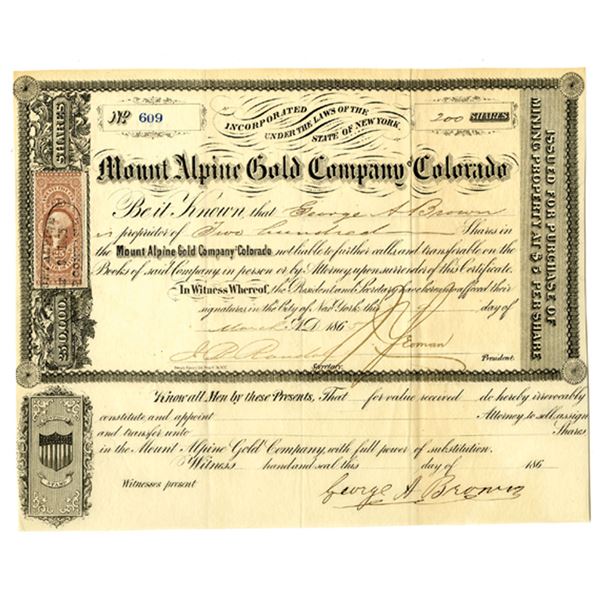 No 609
INCORPORATED
UNDER THE LAWS OF THE
STATE OF NEW YORK.
200 SHARES
Mount Alpine Gold Company of Colorado
Be it Known, that George A Brown
is proprietor of Two hundred Shares in
the Mount Alpine Gold Company of Colorado not liable to further calls, and transferable on the
Books of said Company in person or by Attorney upon surrender of this Certificate.
In Witness Whereof, the President and Secretary have hereunto affixed their
signatures in the City of New York this day of
March A.D. 1865
Secretary. Yeoman President.
SHARES
ISSUED FOR PURCHASE OF
MINING PROPERTY AT $5 PER SHARE
Know all Men by these Presents, That for value received do hereby irrevocably
constitute and appoint Attorney to sell, assign
and transfer unto Shares
in the Mount Alpine Gold Company, with full power of substitution.
Witness hand and seal this day of 186
Witnesses present George A Brown